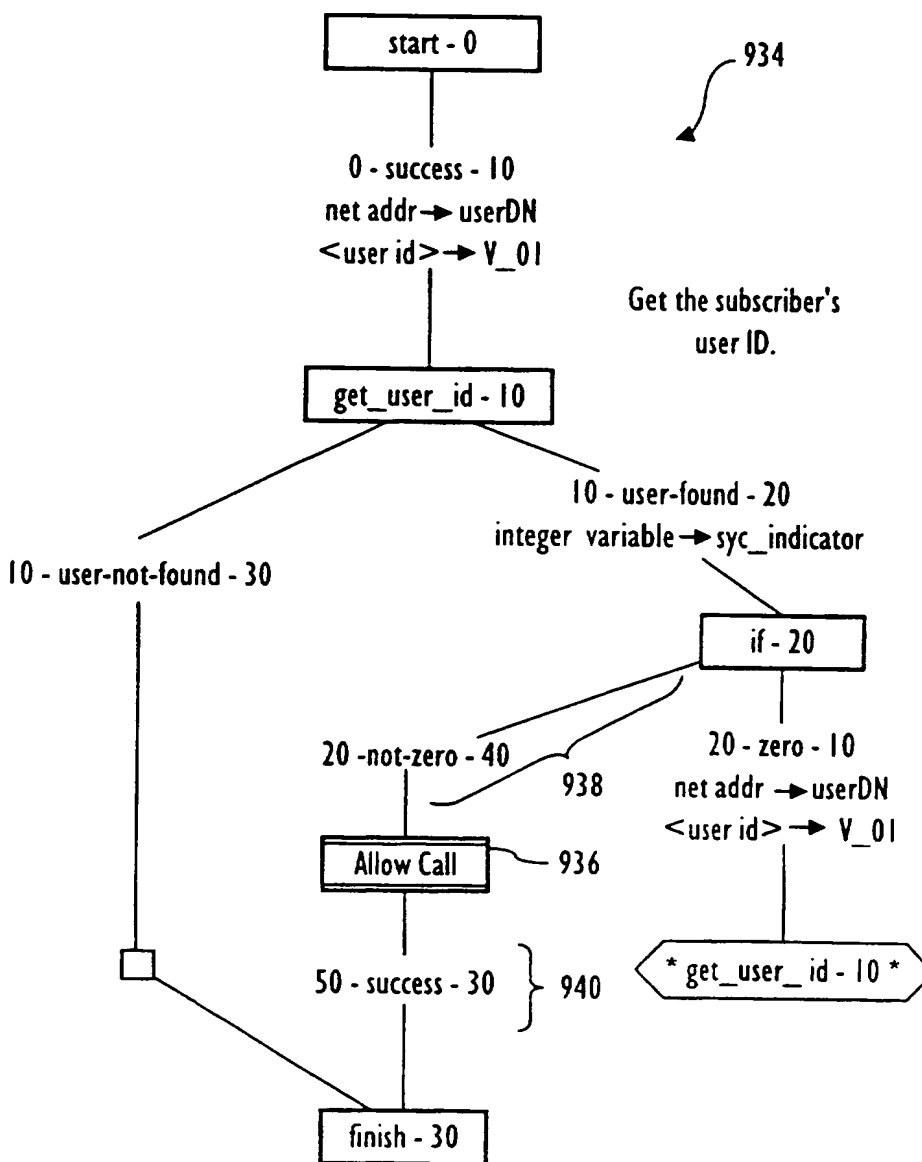 start - 0
934
0 - success - 10
net addr → userDN
<user id> → V_01
Get the subscriber's
user ID.
get_user_id - 10
10 - user-found - 20
integer variable → syc_indicator
10 - user-not-found - 30
if - 20
20 -not-zero - 40
938
20 - zero - 10
net addr → userDN
<user id> → V_01
Allow Call
936
50 - success - 30
940
* get_user_ id - 10 *
finish - 30